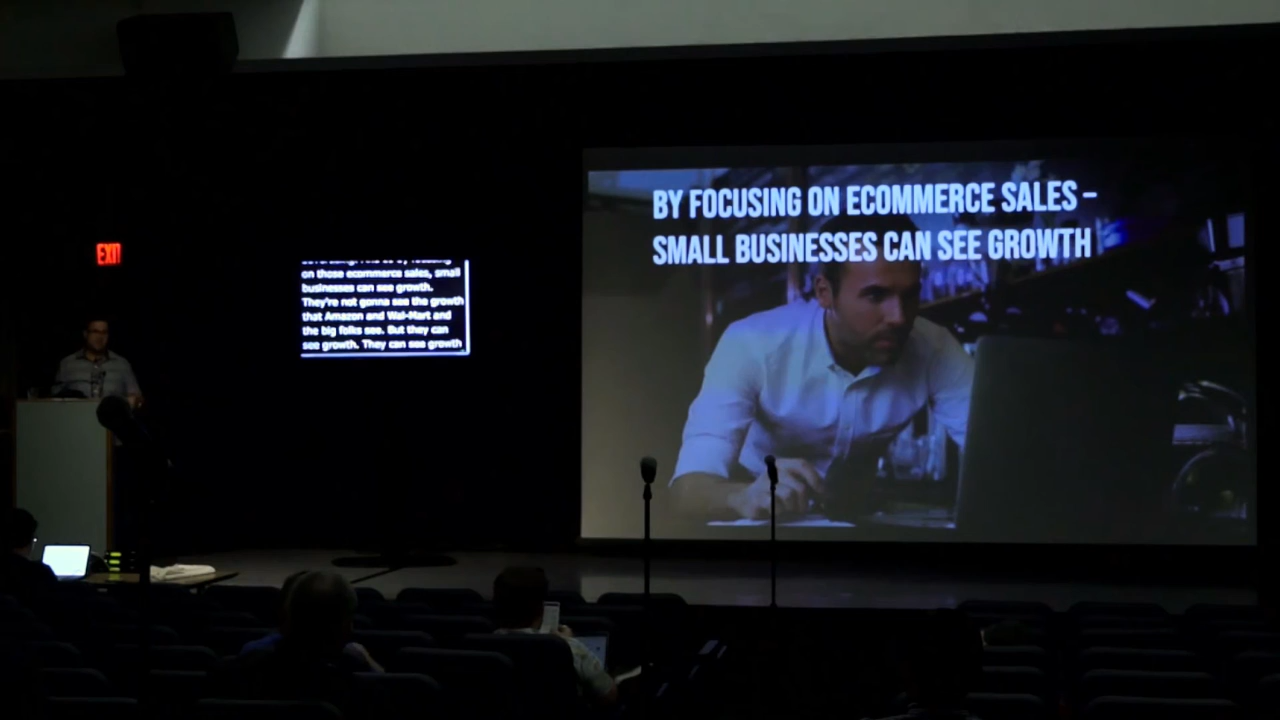 EXIT
on those ecommerce sales, small
businesses can see growth.
They're not gonna see the growth
that Amazon and Wal-Mart and
the big folks see. But they can
see growth. They can see growth
BY FOCUSING ON ECOMMERCE SALES –
SMALL BUSINESSES CAN SEE GROWTH